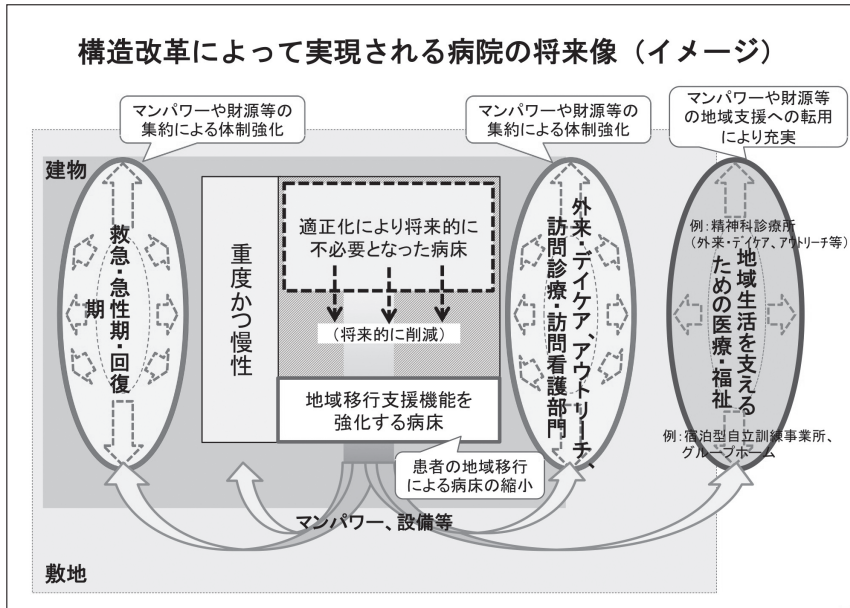 構造改革によって実現される病院の将来像（イメージ）
マンパワーや財源等の
集約による体制強化
マンパワーや財源等の
集約による体制強化
マンパワーや財源等
の地域支援への転用
により充実
建物
救急・急性期・回復
期
重度かつ慢性
適正化により将来的に
不必要となった病床
（将来的に削減）
地域移行支援機能を
強化する病床
患者の地域移行
による病床の縮小
外来・デイケア、アウトリーチ、
訪問診療・訪問看護部門
例：精神科診療所
（外来・デイケア、アウトリーチ等）
地域生活を支える
ための医療・福祉
例：宿泊型自立訓練事業所、
グループホーム
マンパワー、設備等
敷地